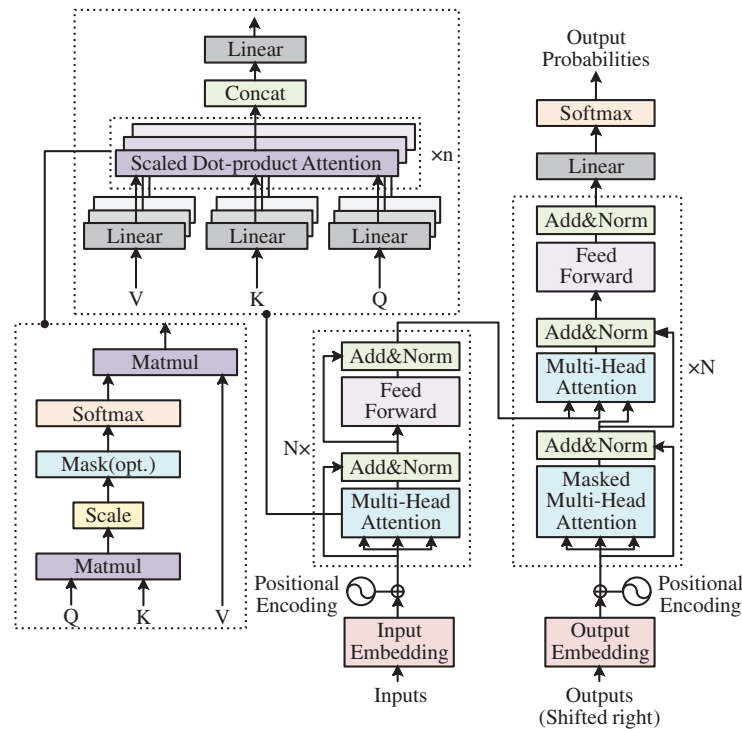 Linear
Concat
Scaled Dot-product Attention
×n
Linear
Linear
Linear
V
K
Q
Matmul
Softmax
Mask(opt.)
Scale
Matmul
Q
K
V
Add&Norm
Feed
Forward
N×
Add&Norm
Multi-Head
Attention
Positional
Encoding
Input
Embedding
Inputs
Output
Probabilities
Softmax
Linear
Add&Norm
Feed
Forward
Add&Norm
Multi-Head
Attention
×N
Add&Norm
Masked
Multi-Head
Attention
Positional
Encoding
Output
Embedding
Outputs
(Shifted right)